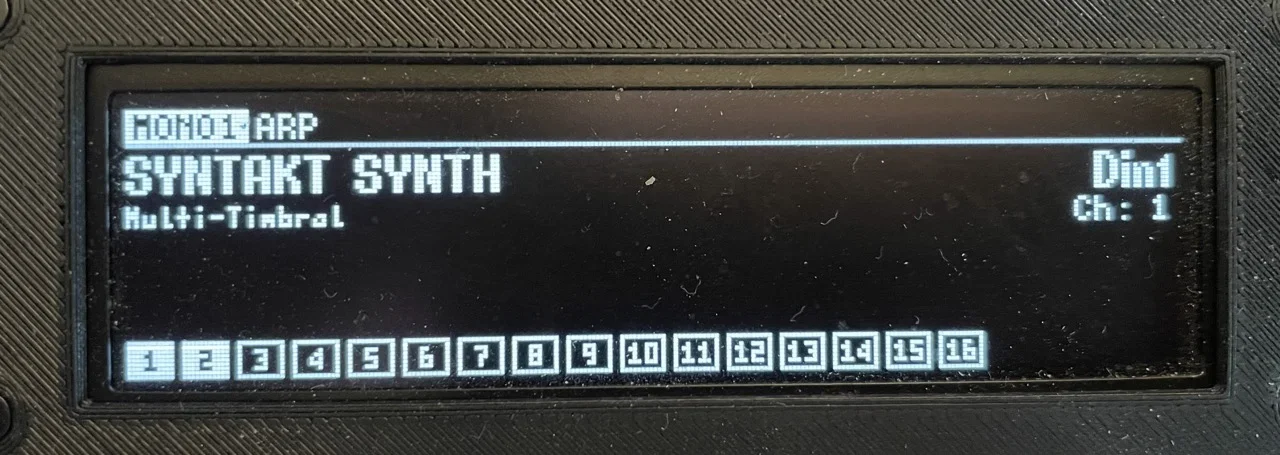 MONO1 ARP
SYNTAKT SYNTH Din1
Multi-Timbral Ch: 1
1 2 3 4 5 6 7 8 9 10 11 12 13 14 15 16